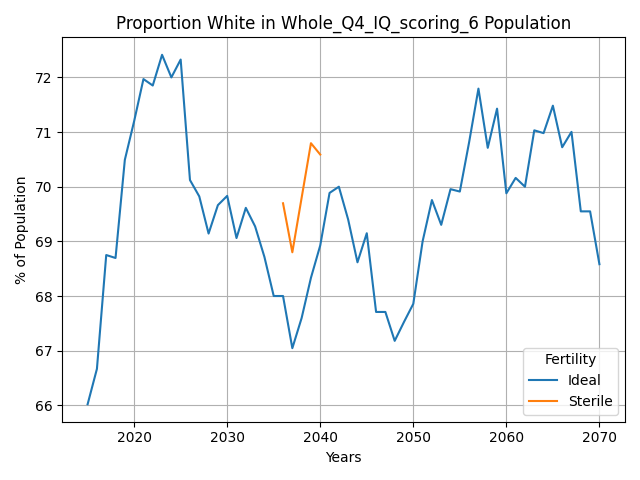 Proportion White in Whole_Q4_IQ_scoring_6 Population
% of Population
72
71
70
69
68
67
66
2020 2030 2040 2050 2060 2070
Years
Fertility
Ideal
Sterile